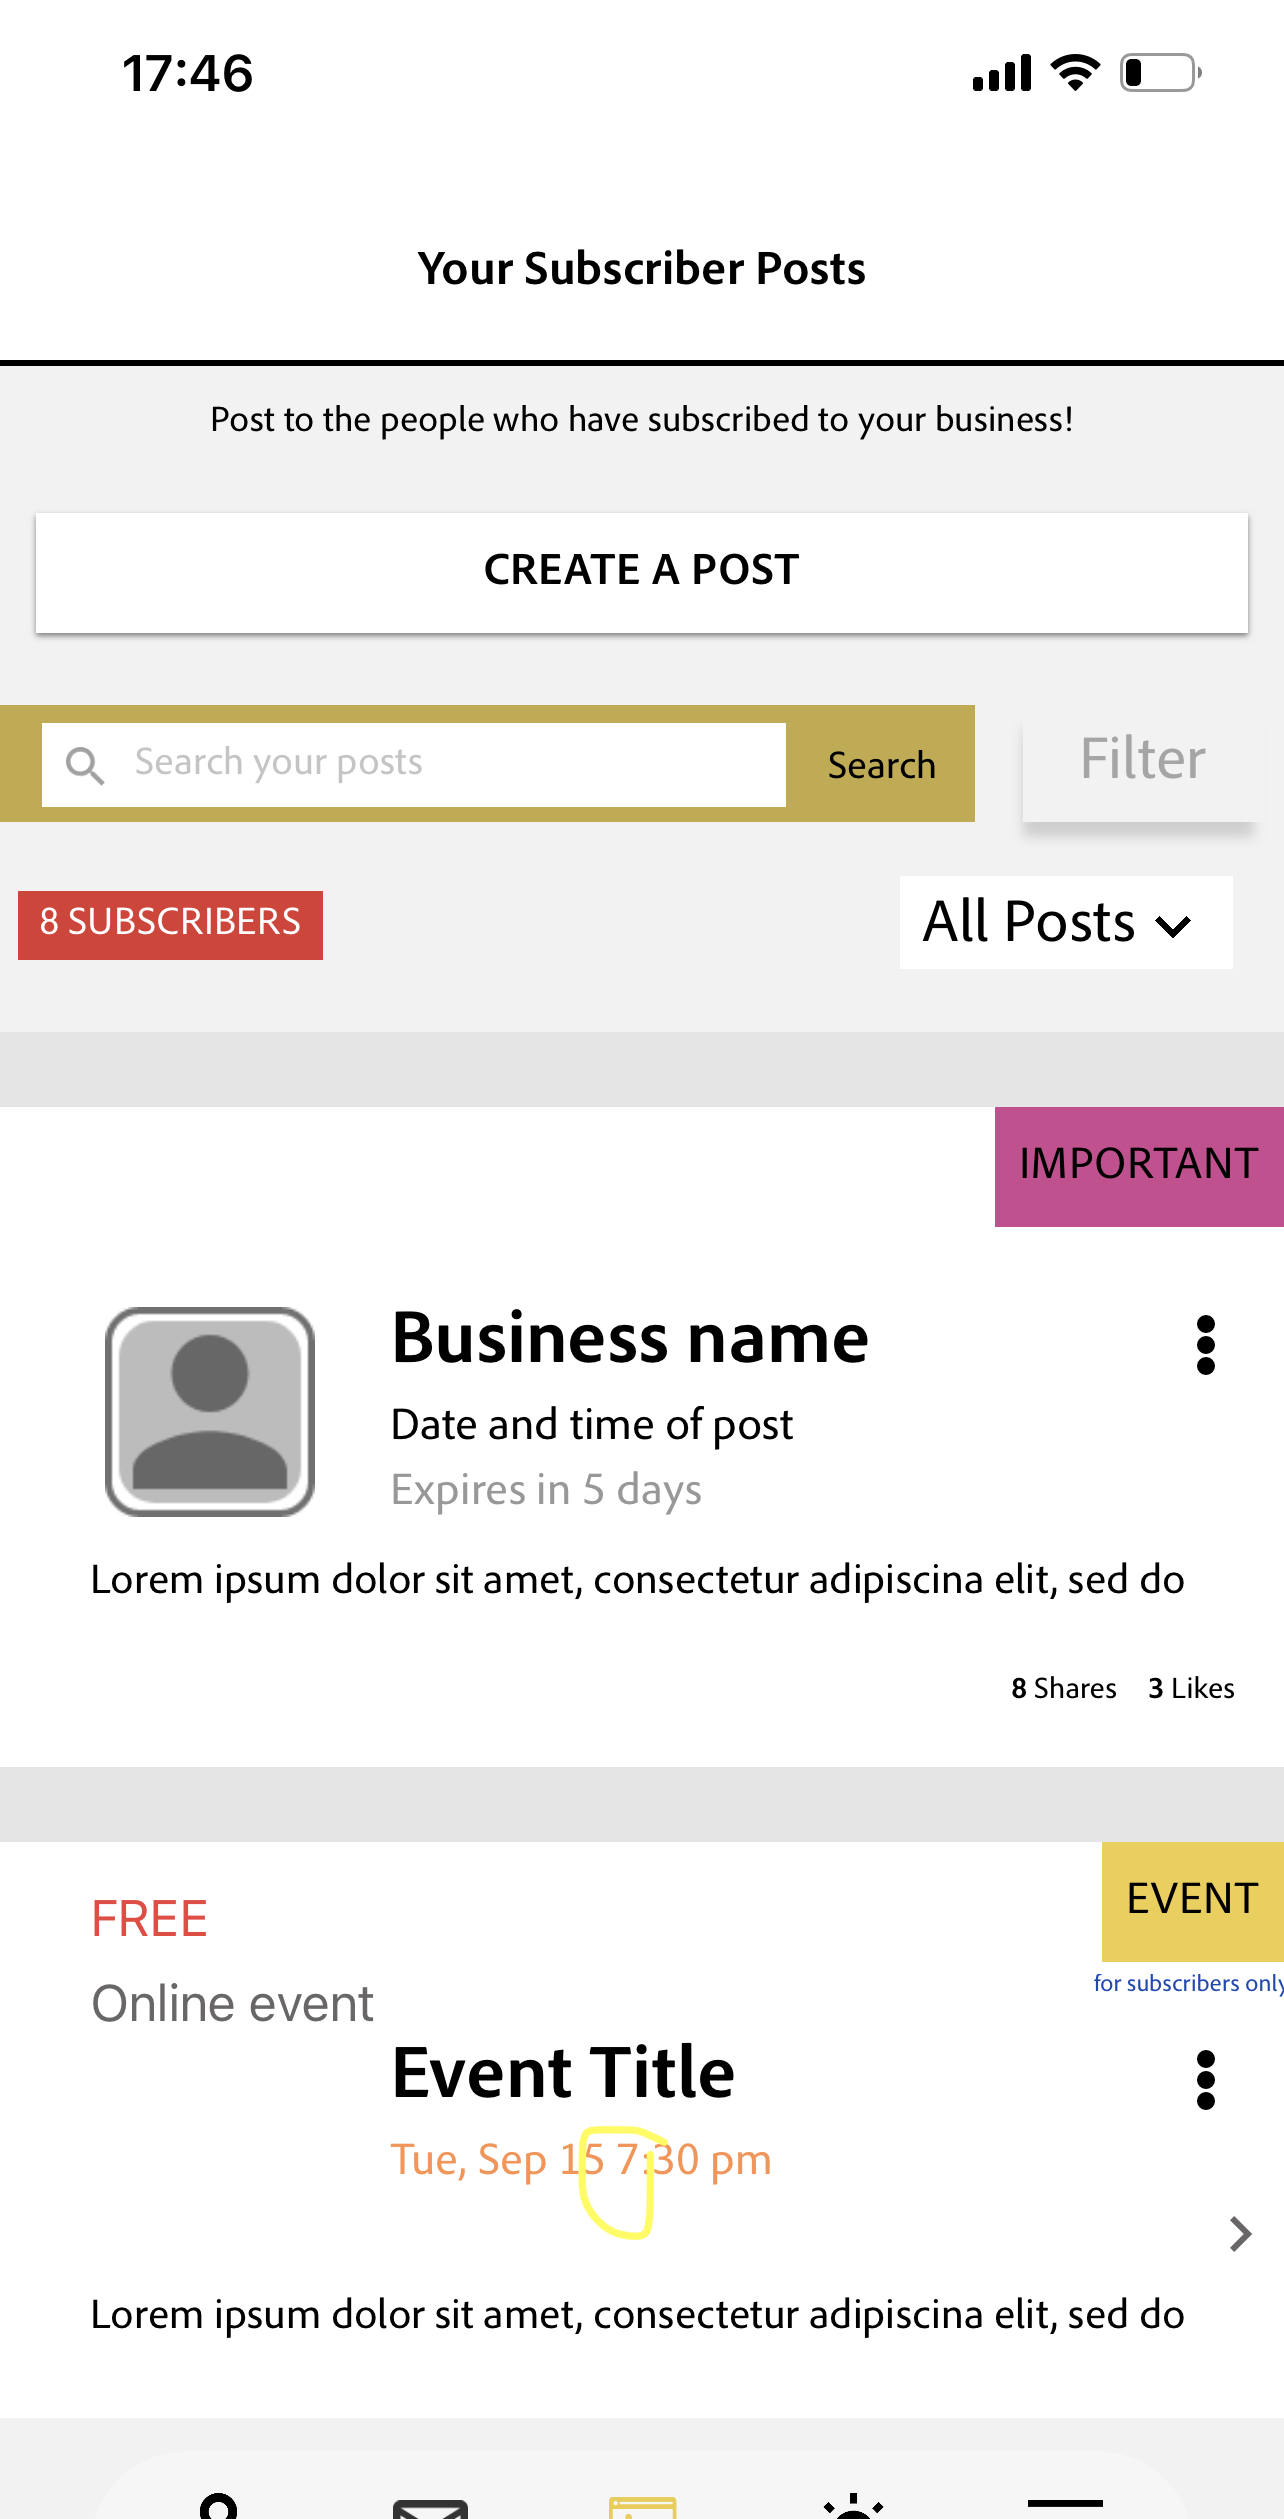 17:46
Your Subscriber Posts
Post to the people who have subscribed to your business!
CREATE A POST
Search your posts
Search
Filter
8 SUBSCRIBERS
All Posts
IMPORTANT
Business name
Date and time of post
Expires in 5 days
Lorem ipsum dolor sit amet, consectetur adipiscina elit, sed do
8 Shares 3 Likes
EVENT
FREE
for subscribers only
Online event
Event Title
Tue, Sep 15 7:30 pm
Lorem ipsum dolor sit amet, consectetur adipiscina elit, sed do